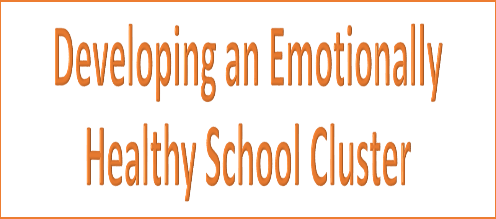 Developing an Emotionally
Healthy School Cluster